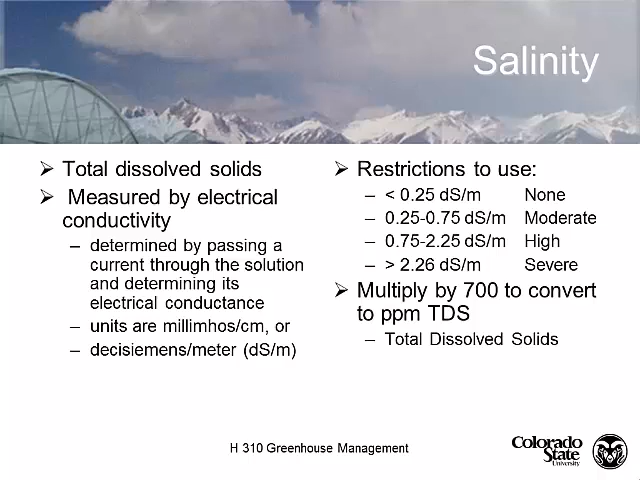 Salinity
➢ Total dissolved solids
➢ Measured by electrical
conductivity
– determined by passing a
current through the solution
and determining its
electrical conductance
– units are millimhos/cm, or
– decisiemens/meter (dS/m)
➢ Restrictions to use:
– < 0.25 dS/m None
– 0.25-0.75 dS/m Moderate
– 0.75-2.25 dS/m High
– > 2.26 dS/m Severe
➢ Multiply by 700 to convert
to ppm TDS
– Total Dissolved Solids
H 310 Greenhouse Management
Colorado
State
University